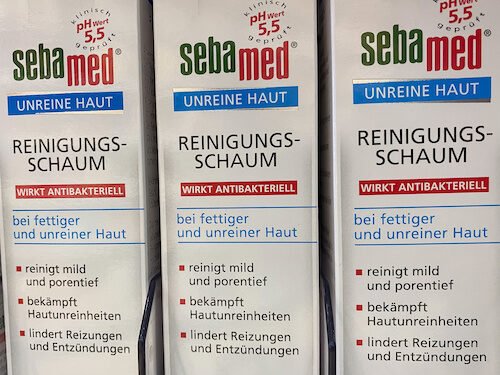 klinisch
pH Wert
5,5
geprüft
sebamed®
UNREINE HAUT
REINIGUNGS-
SCHAUM
WIRKT ANTIBAKTERIELL
bei fettiger
und unreiner Haut
reinigt mild
und porentief
bekämpft
Hautunreinheiten
lindert Reizungen
und Entzündungen
klinisch
pH Wert
5,5
geprüft
sebamed®
UNREINE HAUT
REINIGUNGS-
SCHAUM
WIRKT ANTIBAKTERIELL
bei fettiger
und unreiner Haut
reinigt mild
und porentief
bekämpft
Hautunreinheiten
lindert Reizungen
und Entzündungen
pH Wert
5,5
geprüft
sebamed®
UNREINE HAUT
REINIGUNGS-
SCHAUM
WIRKT ANTIBAKTERIELL
bei fettiger
und unreiner Haut
reinigt mild
und porentief
bekämpft
Hautunreinheiten
lindert Reizungen
und Entzündungen